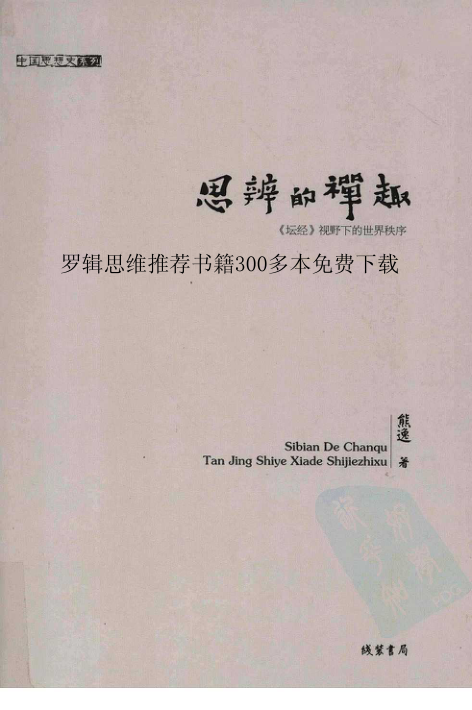 中国思想史系列
思辨的禪趣
《坛经》视野下的世界秩序
罗辑思维推荐书籍300多本免费下载
熊逸 著
Sibian De Chanqu
Tan Jing Shiye Xiade Shijiezhixu
线装书局